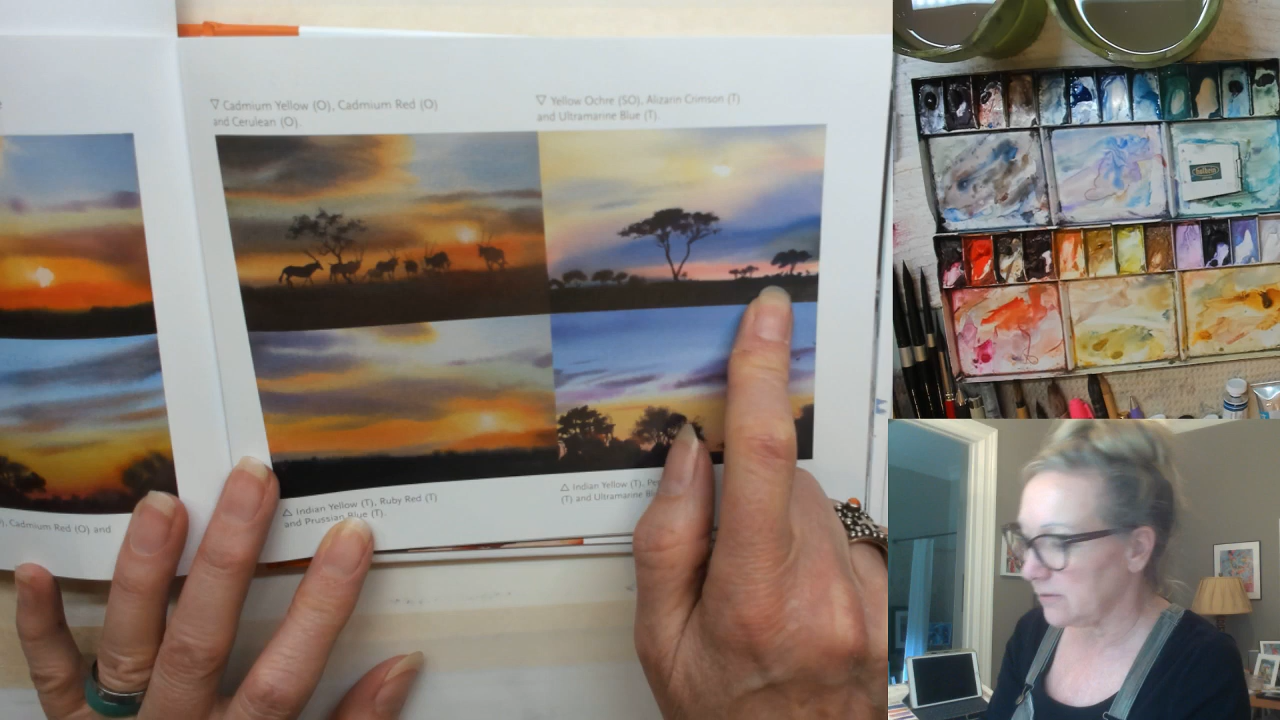 ▽ Cadmium Yellow (O), Cadmium Red (O)
and Cerulean (O).
▽ Yellow Ochre (SO), Alizarin Crimson (T)
and Ultramarine Blue (T).
Cadmium Red (O) and
△ Indian Yellow (T), Ruby Red (T)
and Prussian Blue (T).
△ Indian Yellow (T),
(T) and Ultramarine
holbein